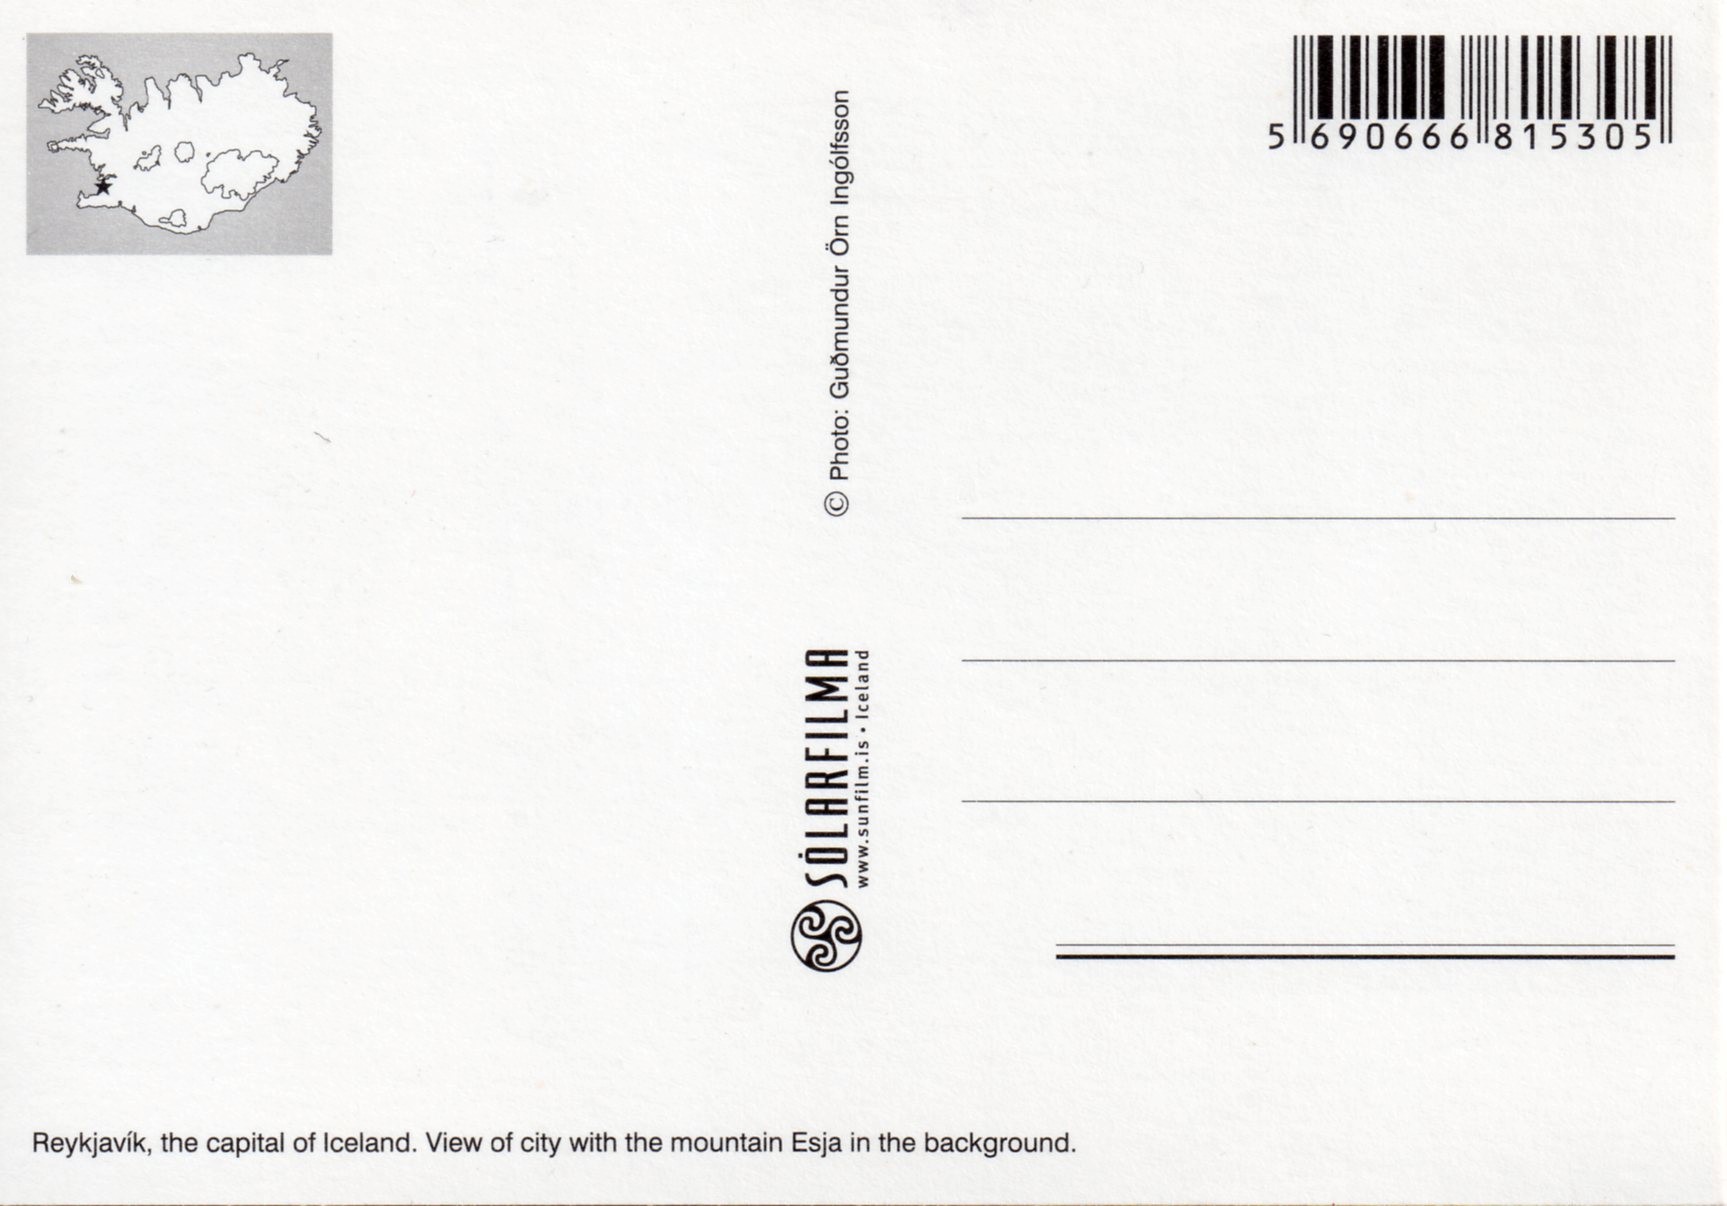 5 690666 815305
© Photo: Guðmundur Örn Ingólfsson
SÓLARFILMA
www.sunfilm.is • Iceland
Reykjavík, the capital of Iceland. View of city with the mountain Esja in the background.